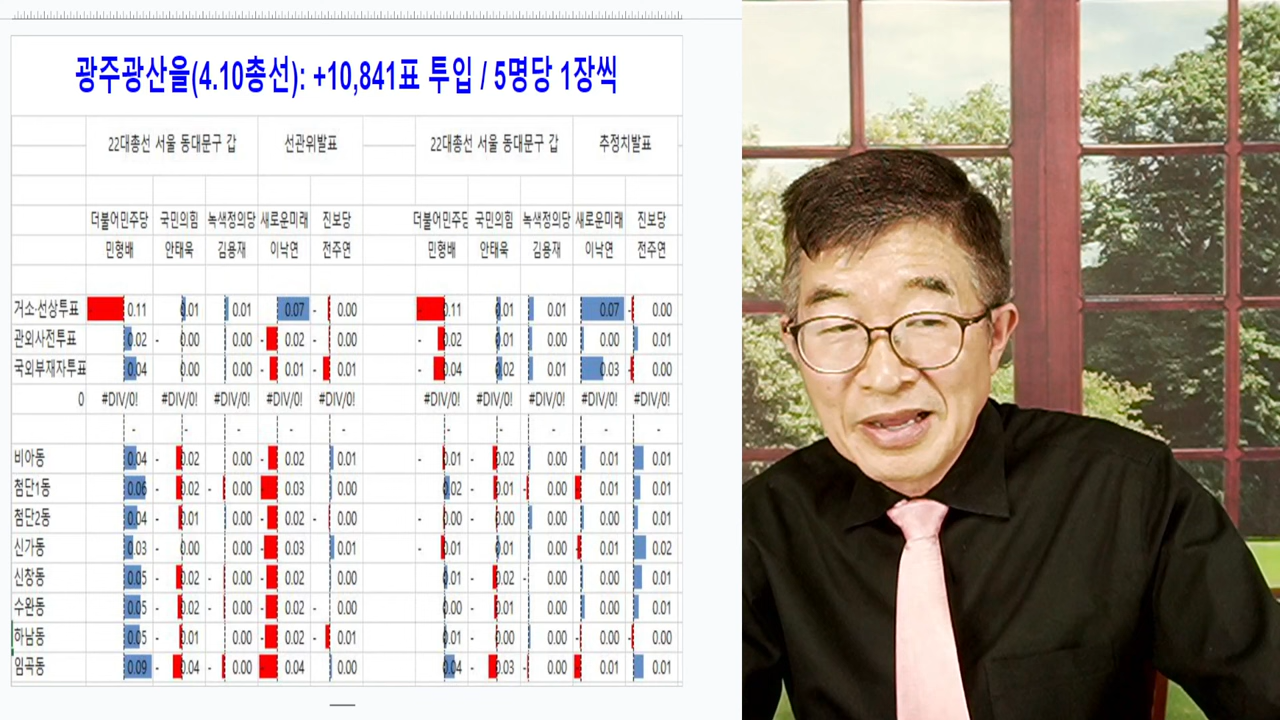 광주광산을(4.10총선): +10,841표 투입 / 5명당 1장씩
22대총선 서울 동대문구 갑 선관위발표 22대총선 서울 동대문구 갑 추정치발표
더불어민주당 국민의힘 녹색정의당 새로운미래 진보당 더불어민주당 국민의힘 녹색정의당 새로운미래 진보당
민형배 안태욱 김용재 이낙연 전주연 민형배 안태욱 김용재 이낙연 전주연
거소·선상투표 0.11 0.01 0.01 0.07 - 0.00 - 0.11 0.01 0.01 0.07 - 0.00
관외사전투표 0.02 - 0.00 0.00 - 0.02 0.00 - 0.02 0.01 0.00 0.00 0.01
국외부재자투표 0.04 0.00 0.00 - 0.01 - 0.01 - 0.04 0.02 0.01 0.03 - 0.00
0 #DIV/0! #DIV/0! #DIV/0! #DIV/0! #DIV/0! #DIV/0! #DIV/0! #DIV/0! #DIV/0! #DIV/0!
- - - - - - - - - -
비아동 0.04 - 0.02 0.00 - 0.02 0.01 - 0.01 - 0.02 0.00 0.01 0.01
첨단1동 0.06 - 0.02 - 0.00 - 0.03 0.00 0.02 - 0.01 - 0.00 - 0.01 0.01
첨단2동 0.04 - 0.01 0.00 - 0.02 - 0.00 - 0.00 - 0.01 0.00 0.00 0.01
신가동 0.03 - 0.00 0.00 - 0.03 0.01 - 0.01 - 0.01 0.00 - 0.01 0.02
신창동 0.05 - 0.02 - 0.00 - 0.02 0.00 0.01 - 0.02 - 0.00 0.00 0.01
수완동 0.05 - 0.02 - 0.00 - 0.02 - 0.00 - 0.00 - 0.01 0.00 0.00 0.01
하남동 0.05 - 0.01 0.00 - 0.02 - 0.01 0.01 - 0.00 0.00 - 0.00 - 0.00
임곡동 0.09 - 0.04 - 0.00 - 0.04 0.00 0.04 - 0.03 - 0.00 - 0.01 0.01